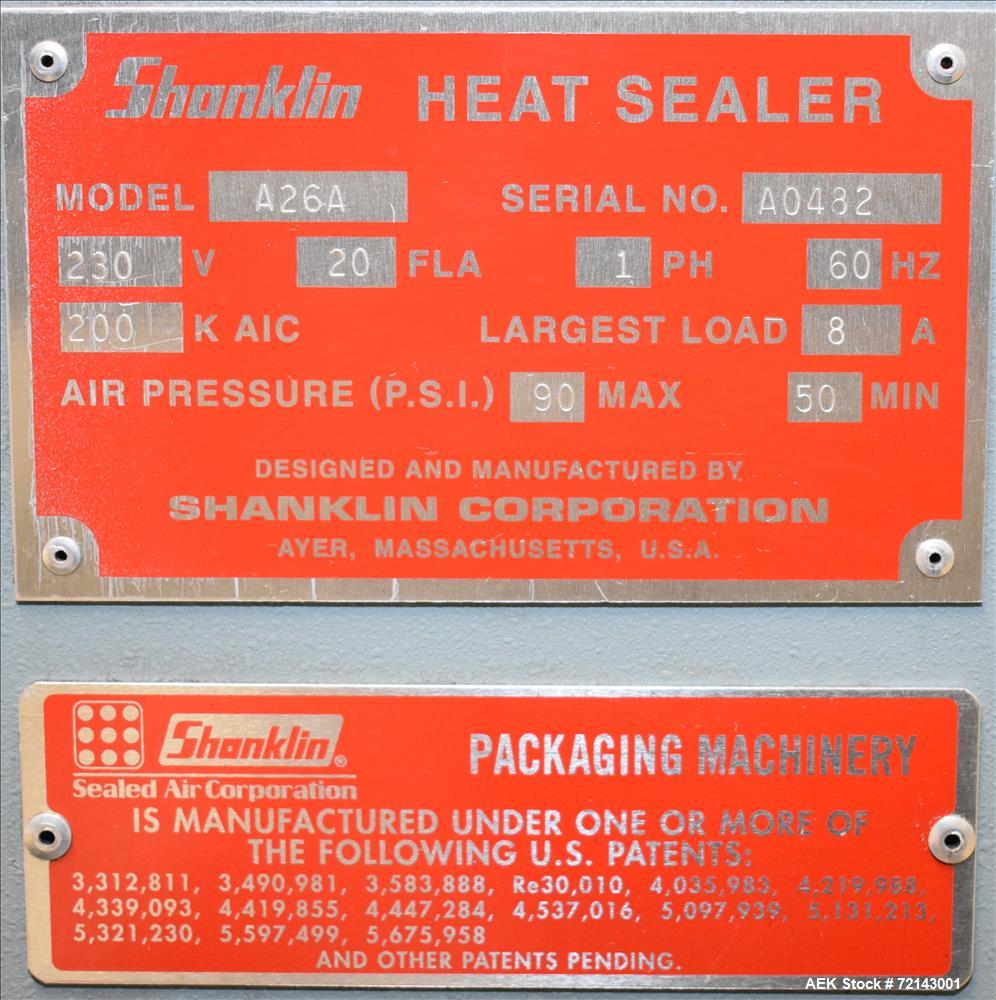 Shanklin HEAT SEALER
MODEL A26A SERIAL NO. A0482
230 V 20 FLA 1 PH 60 HZ
200 K AIC LARGEST LOAD 8 A
AIR PRESSURE (P.S.I.) 90 MAX 50 MIN
DESIGNED AND MANUFACTURED BY
SHANKLIN CORPORATION
AYER, MASSACHUSETTS, U.S.A.
Shanklin® PACKAGING MACHINERY
Sealed Air Corporation
IS MANUFACTURED UNDER ONE OR MORE OF
THE FOLLOWING U.S. PATENTS:
3,312,811, 3,490,981, 3,583,888, Re30,010, 4,035,983, 4,219,988,
4,339,093, 4,419,855, 4,447,284, 4,537,016, 5,097,939, 5,131,213,
5,321,230, 5,597,499, 5,675,958
AND OTHER PATENTS PENDING.
AEK Stock # 72143001